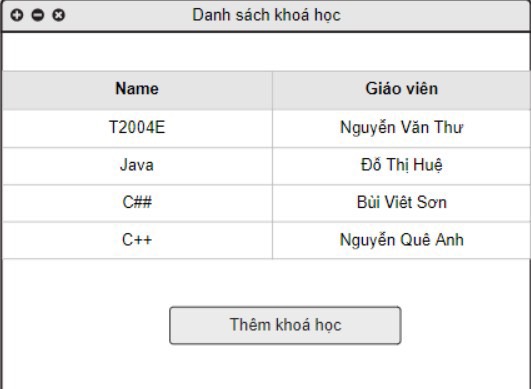 Danh sách khoá học
Name Giáo viên
T2004E Nguyễn Văn Thư
Java Đỗ Thị Huệ
C## Bùi Viêt Sơn
C++ Nguyễn Quê Anh
Thêm khoá học